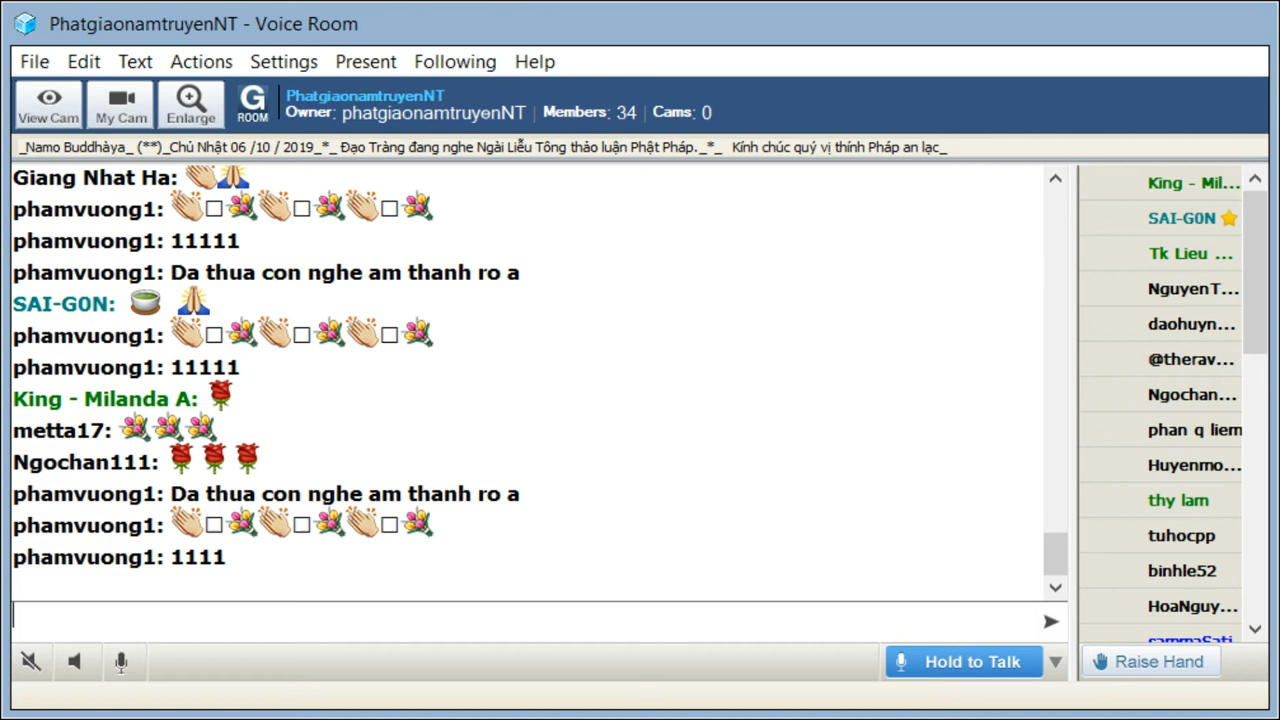 PhatgiaonamtruyenNT - Voice Room
File Edit Text Actions Settings Present Following Help
View Cam My Cam Enlarge G ROOM
PhatgiaonamtruyenNT
Owner: phatgiaonamtruyenNT | Members: 34 | Cams: 0
_Namo Buddhàya_ (**)_Chủ Nhật 06 /10 / 2019_*_ Đạo Tràng đang nghe Ngài Liễu Tông thảo luận Phật Pháp._*_ Kính chúc quý vị thính Pháp an lạc_
Giang Nhat Ha: 👏🙏
phamvuong1: 👏□💐👏□💐👏□💐
phamvuong1: 11111
phamvuong1: Da thua con nghe am thanh ro a
SAI-G0N: 🍵 🙏
phamvuong1: 👏□💐👏□💐👏□💐
phamvuong1: 11111
King - Milanda A: 🌹
metta17: 💐💐💐
Ngochan111: 🌹🌹🌹
phamvuong1: Da thua con nghe am thanh ro a
phamvuong1: 👏□💐👏□💐👏□💐
phamvuong1: 1111
King - Mil...
SAI-G0N ⭐
Tk Lieu ...
NguyenT...
daohuyn...
@therav...
Ngochan...
phan q liem
Huyenmo...
thy lam
tuhocpp
binhle52
HoaNguy...
sammaSati
Hold to Talk
Raise Hand